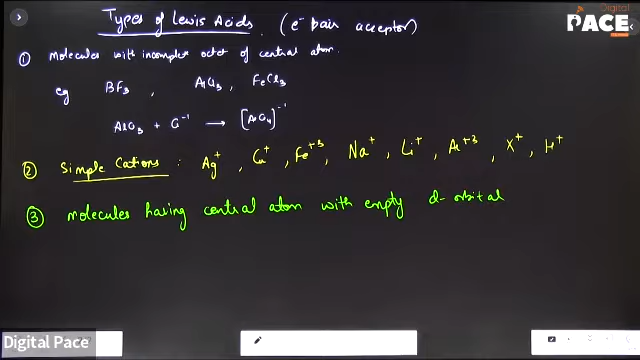 Types of Lewis Acids. (e⁻ pair acceptor)
Digital
PACE
① Molecules with incomplete octet of central atom.
eg BF₃, AlCl₃, FeCl₃
AlCl₃ + Cl⁻¹ → [AlCl₄]⁻¹
② Simple Cations : Ag⁺, Cu⁺, Fe⁺³, Na⁺, Li⁺, Al⁺³, X⁺, H⁺
③ Molecules having central atom with empty d-orbital
Digital Pace